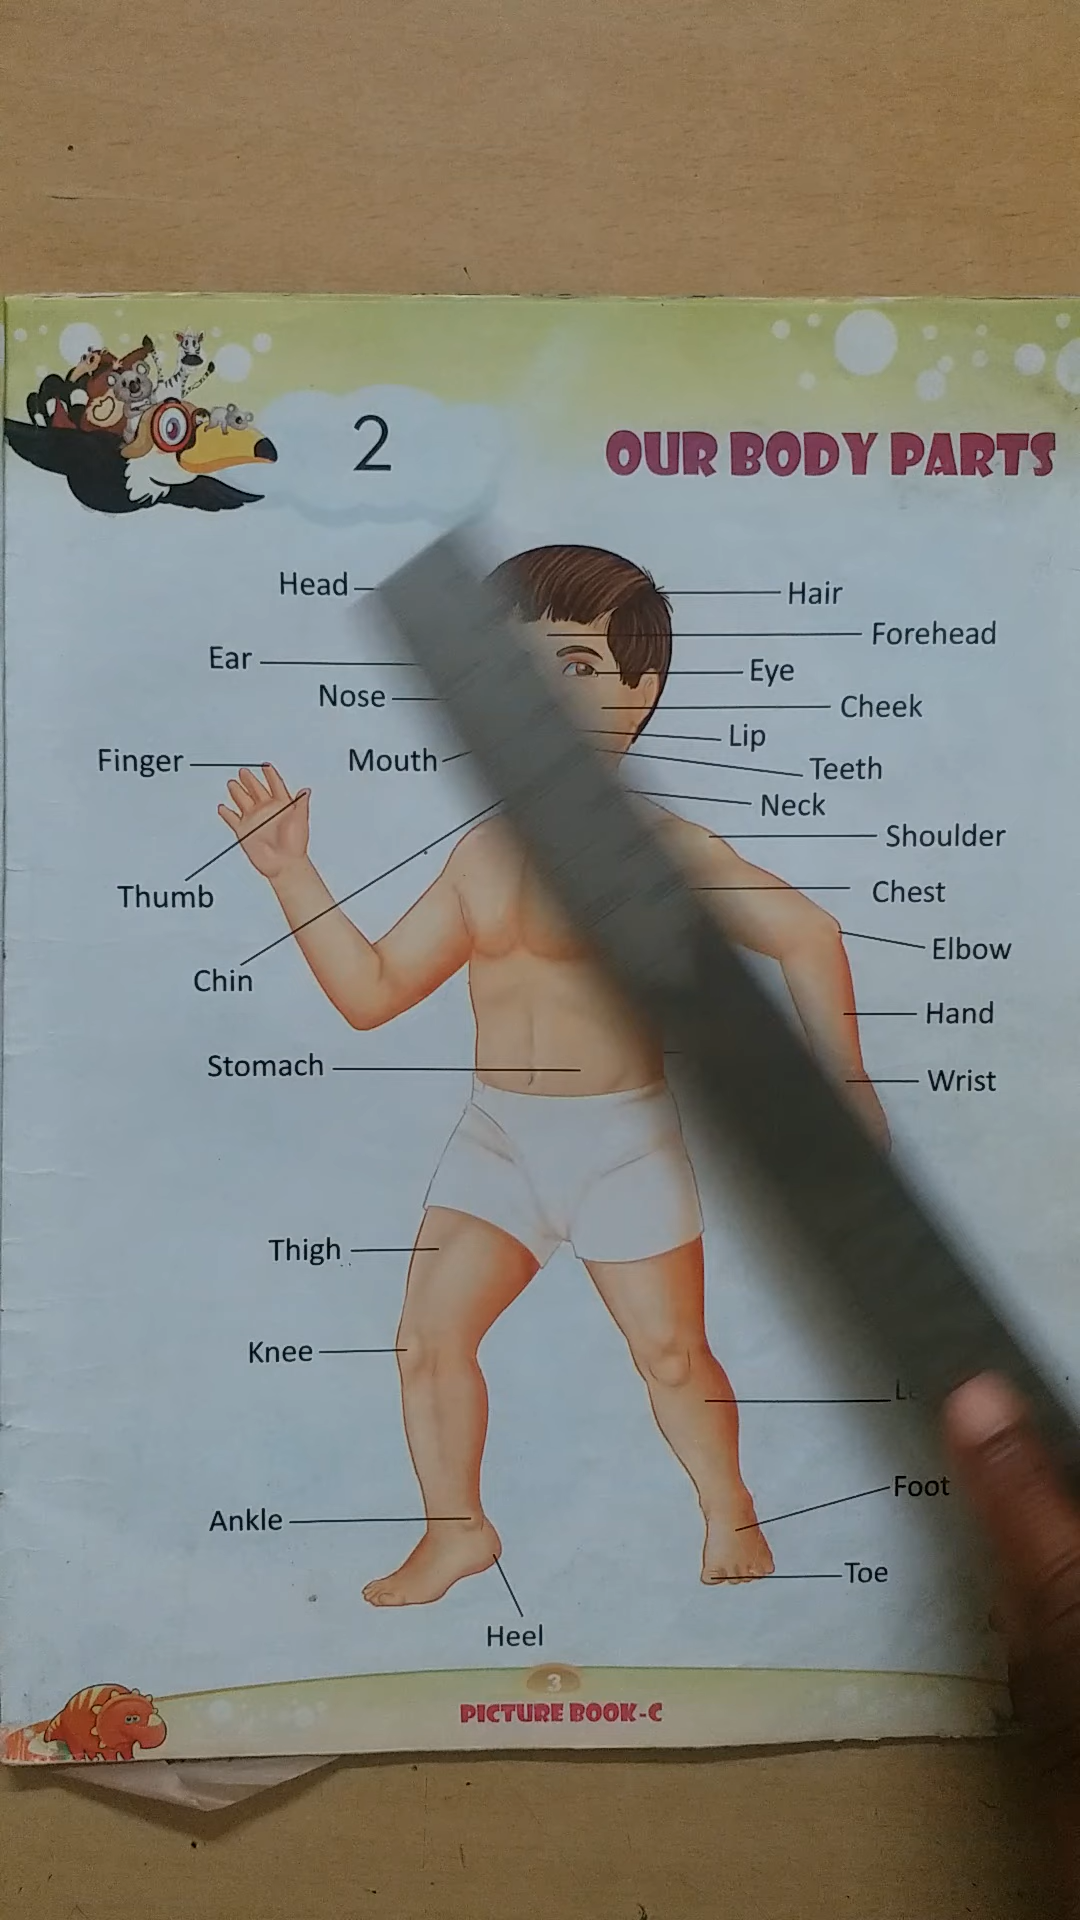 2
OUR BODY PARTS
Head
Hair
Forehead
Ear
Eye
Nose
Cheek
Lip
Finger
Mouth
Teeth
Neck
Shoulder
Thumb
Chest
Elbow
Chin
Hand
Stomach
Wrist
Thigh
Knee
Foot
Ankle
Toe
Heel
3
PICTURE BOOK-C